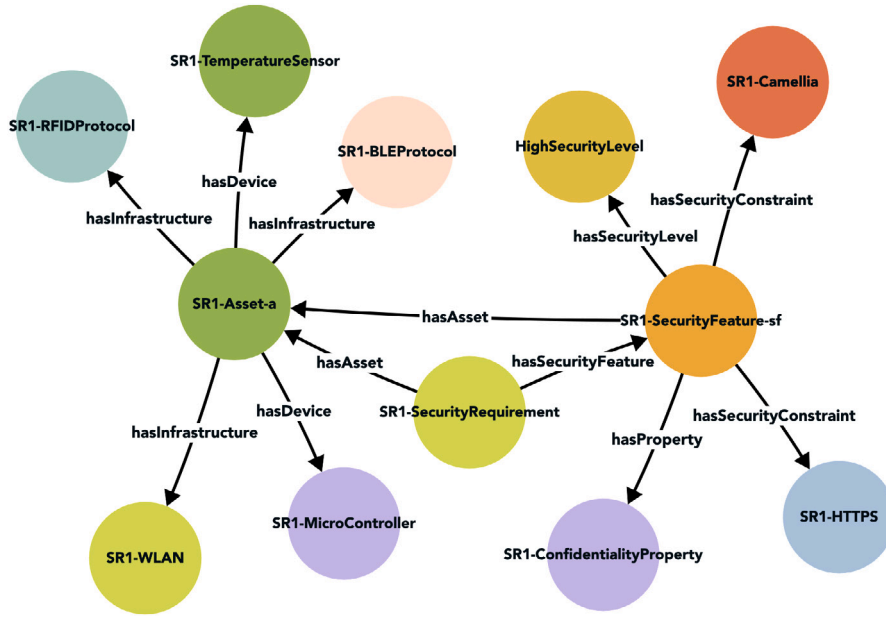 SR1-TemperatureSensor
SR1-Camellia
SR1-RFIDProtocol
SR1-BLEProtocol
HighSecurityLevel
hasDevice
hasSecurityConstraint
hasInfrastructure
hasInfrastructure
hasSecurityLevel
SR1-Asset-a
hasAsset
SR1-SecurityFeature-sf
hasAsset
hasSecurityFeature
hasDevice
SR1-SecurityRequirement
hasSecurityConstraint
hasInfrastructure
hasProperty
SR1-MicroController
SR1-HTTPS
SR1-WLAN
SR1-ConfidentialityProperty